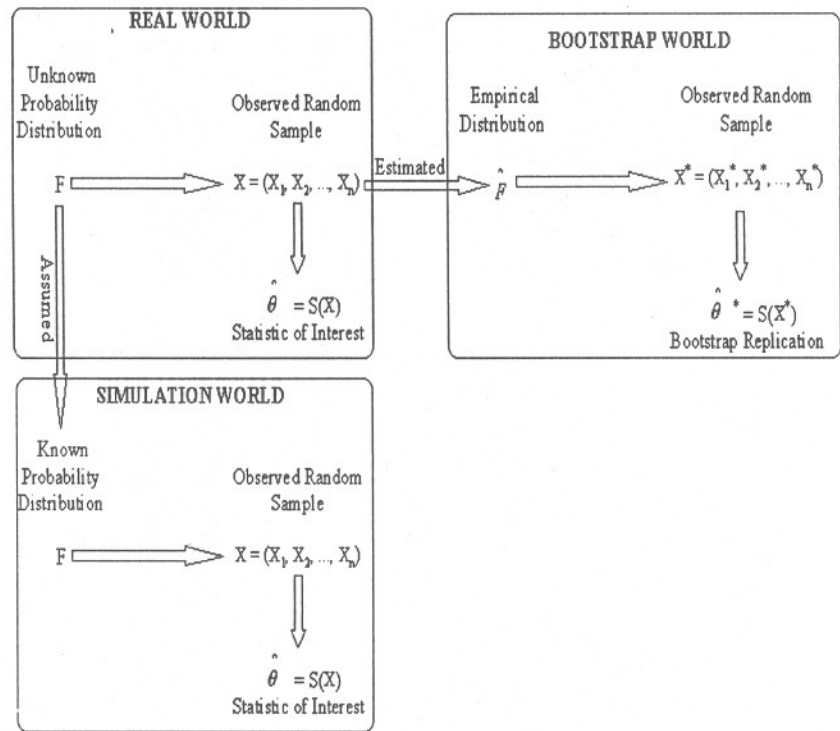 REAL WORLD
Unknown
Probability
Distribution
Observed Random
Sample
F
X = (X₁, X₂, ..., Xₙ)
Assumed
θ̂ = S(X)
Statistic of Interest
Estimated
BOOTSTRAP WORLD
Empirical
Distribution
Observed Random
Sample
F̂
X* = (X₁*, X₂*, ..., Xₙ*)
θ̂* = S(X*)
Bootstrap Replication
SIMULATION WORLD
Known
Probability
Distribution
Observed Random
Sample
F
X = (X₁, X₂, ..., Xₙ)
θ̂ = S(X)
Statistic of Interest